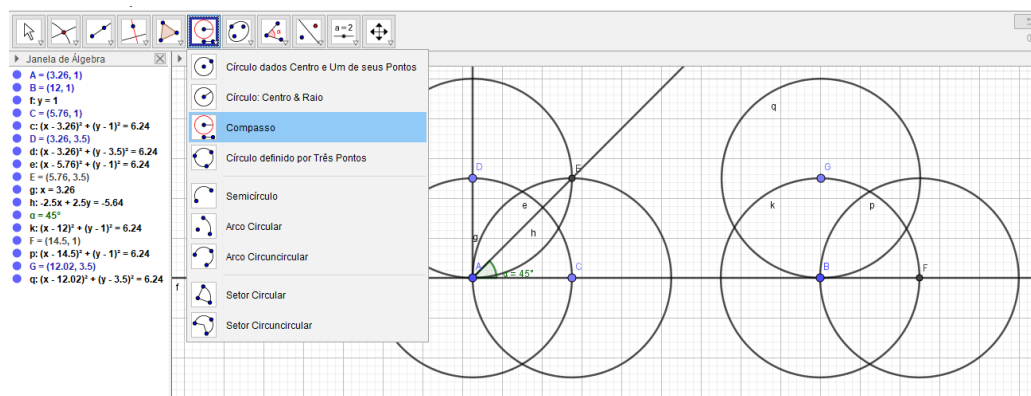 a = 2
Janela de Álgebra
A = (3.26, 1)
B = (12, 1)
f: y = 1
C = (5.76, 1)
c: (x - 3.26)² + (y - 1)² = 6.24
D = (3.26, 3.5)
d: (x - 3.26)² + (y - 3.5)² = 6.24
e: (x - 5.76)² + (y - 1)² = 6.24
E = (5.76, 3.5)
g: x = 3.26
h: -2.5x + 2.5y = -5.64
α = 45°
k: (x - 12)² + (y - 1)² = 6.24
F = (14.5, 1)
p: (x - 14.5)² + (y - 1)² = 6.24
G = (12.02, 3.5)
q: (x - 12.02)² + (y - 3.5)² = 6.24
Círculo dados Centro e Um de seus Pontos
Círculo: Centro & Raio
Compasso
Círculo definido por Três Pontos
Semicírculo
Arco Circular
Arco Circuncircular
Setor Circular
Setor Circuncircular
q
D
E
G
e
k
p
g
h
A
α = 45°
C
B
F
f